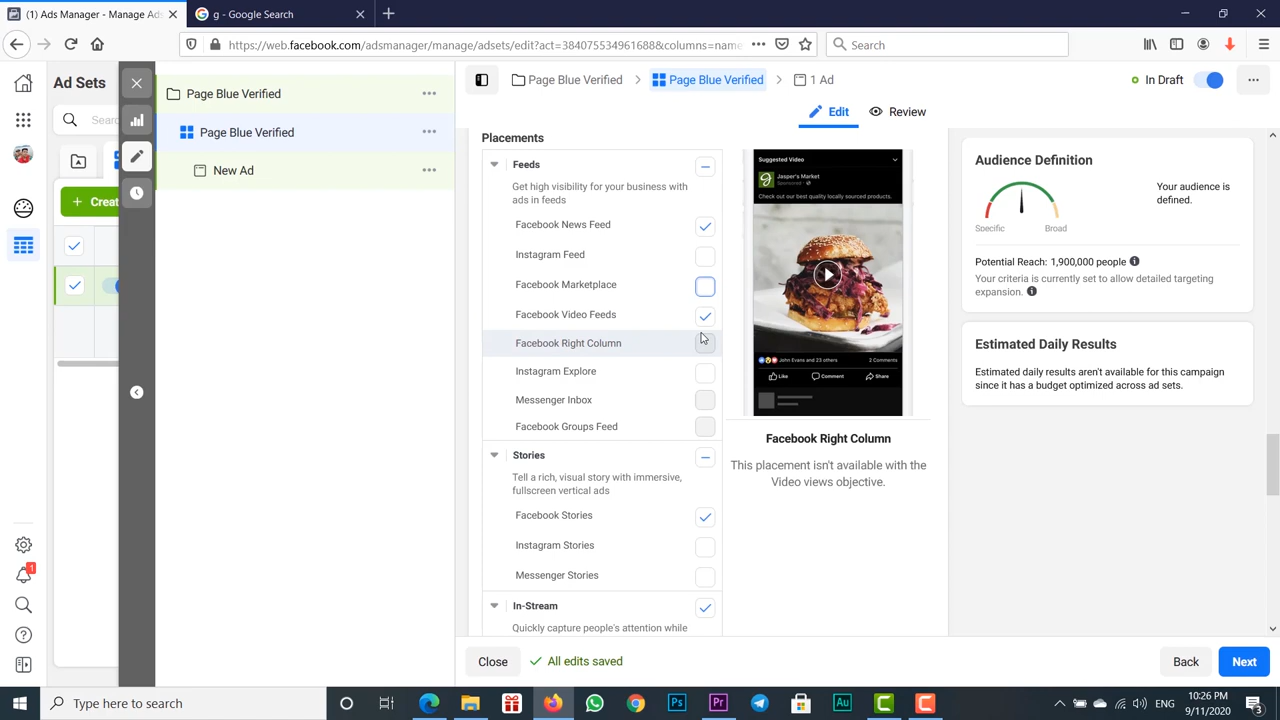 (1) Ads Manager - Manage Ads - Ad
g - Google Search
https://web.facebook.com/adsmanager/manage/adsets/edit?act=384075534961688&columns=name
Search
Ad Sets
Page Blue Verified
Page Blue Verified
Page Blue Verified
1 Ad
In Draft
Sear
Edit
Review
Page Blue Verified
New Ad
Placements
Feeds
visibility for your business with
Facebook News Feed
Instagram Feed
Facebook Marketplace
Facebook Video Feeds
Facebook Right Column
Instagram Explore
Messenger Inbox
Facebook Groups Feed
Stories
Tell a rich, visual story with immersive,
fullscreen vertical ads
Facebook Stories
Instagram Stories
Messenger Stories
In-Stream
Quickly capture people's attention while
Suggested Video
Jasper's Market
Sponsored
Check out our best quality locally sourced products.
John Evans and 23 others
2 Comments
Like
Comment
Share
Facebook Right Column
This placement isn't available with the
Video views objective.
Audience Definition
Your audience is
defined.
Specific
Broad
Potential Reach: 1,900,000 people
Your criteria is currently set to allow detailed targeting
expansion.
Estimated Daily Results
Estimated daily results aren't available for this campaign
since it has a budget optimized across ad sets.
1
Close
All edits saved
Back
Next
Type here to search
Ps
Pr
Au
ENG
10:26 PM
9/11/2020
3